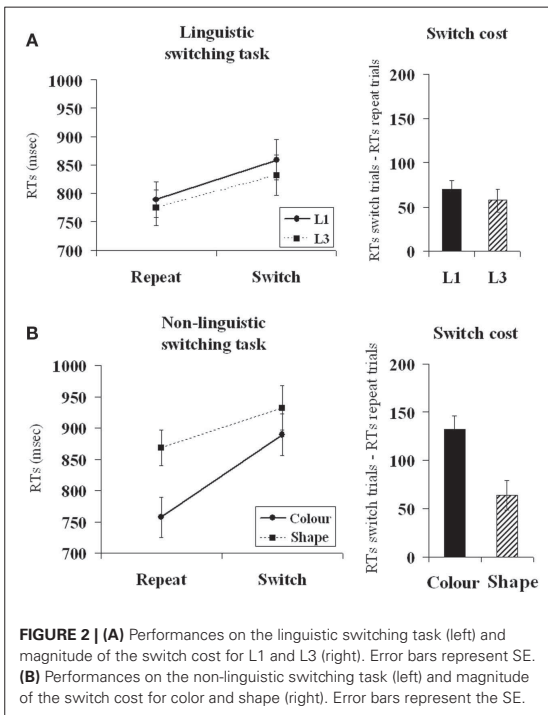 A
Linguistic
switching task
Switch cost
RTs (msec)
1000
950
900
850
800
750
700
Repeat
Switch
L1
L3
RTs switch trials - RTs repeat trials
200
150
100
50
0
L1
L3
B
Non-linguistic
switching task
Switch cost
RTs (msec)
1000
950
900
850
800
750
700
Repeat
Switch
Colour
Shape
RTs switch trials - RTs repeat trials
200
150
100
50
0
Colour
Shape
FIGURE 2 | (A) Performances on the linguistic switching task (left) and
magnitude of the switch cost for L1 and L3 (right). Error bars represent SE.
(B) Performances on the non-linguistic switching task (left) and magnitude
of the switch cost for color and shape (right). Error bars represent the SE.